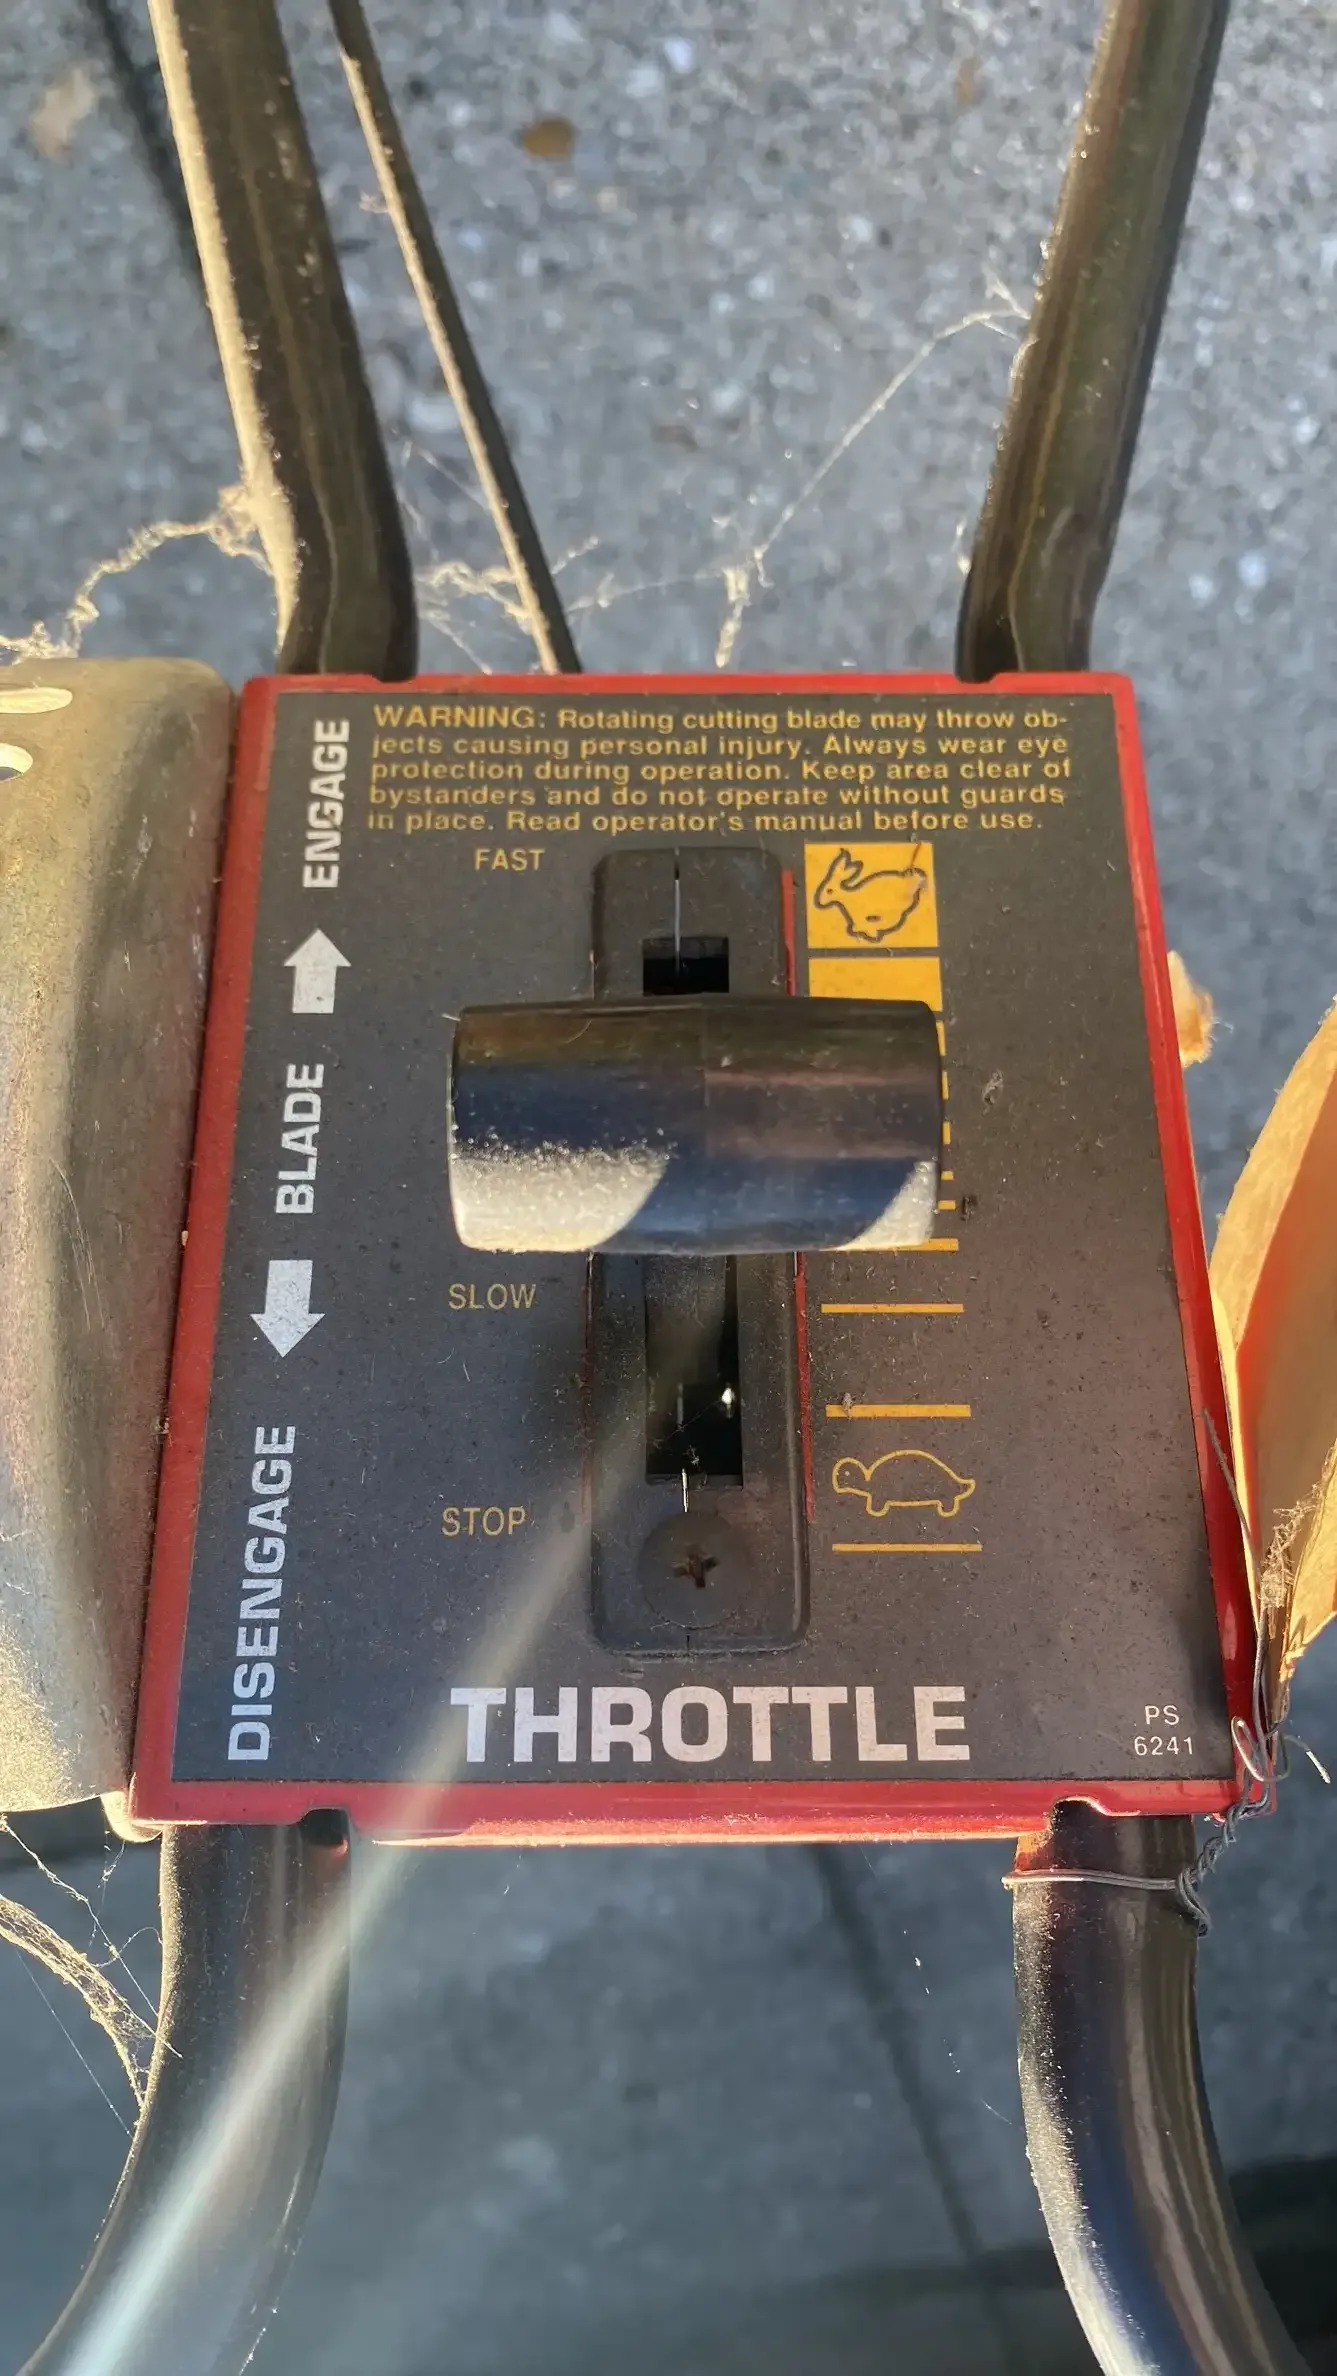 WARNING: Rotating cutting blade may throw ob-
jects causing personal injury. Always wear eye
protection during operation. Keep area clear of
bystanders and do not operate without guards
in place. Read operator's manual before use.
ENGAGE
BLADE
DISENGAGE
FAST
SLOW
STOP
THROTTLE
PS
6241